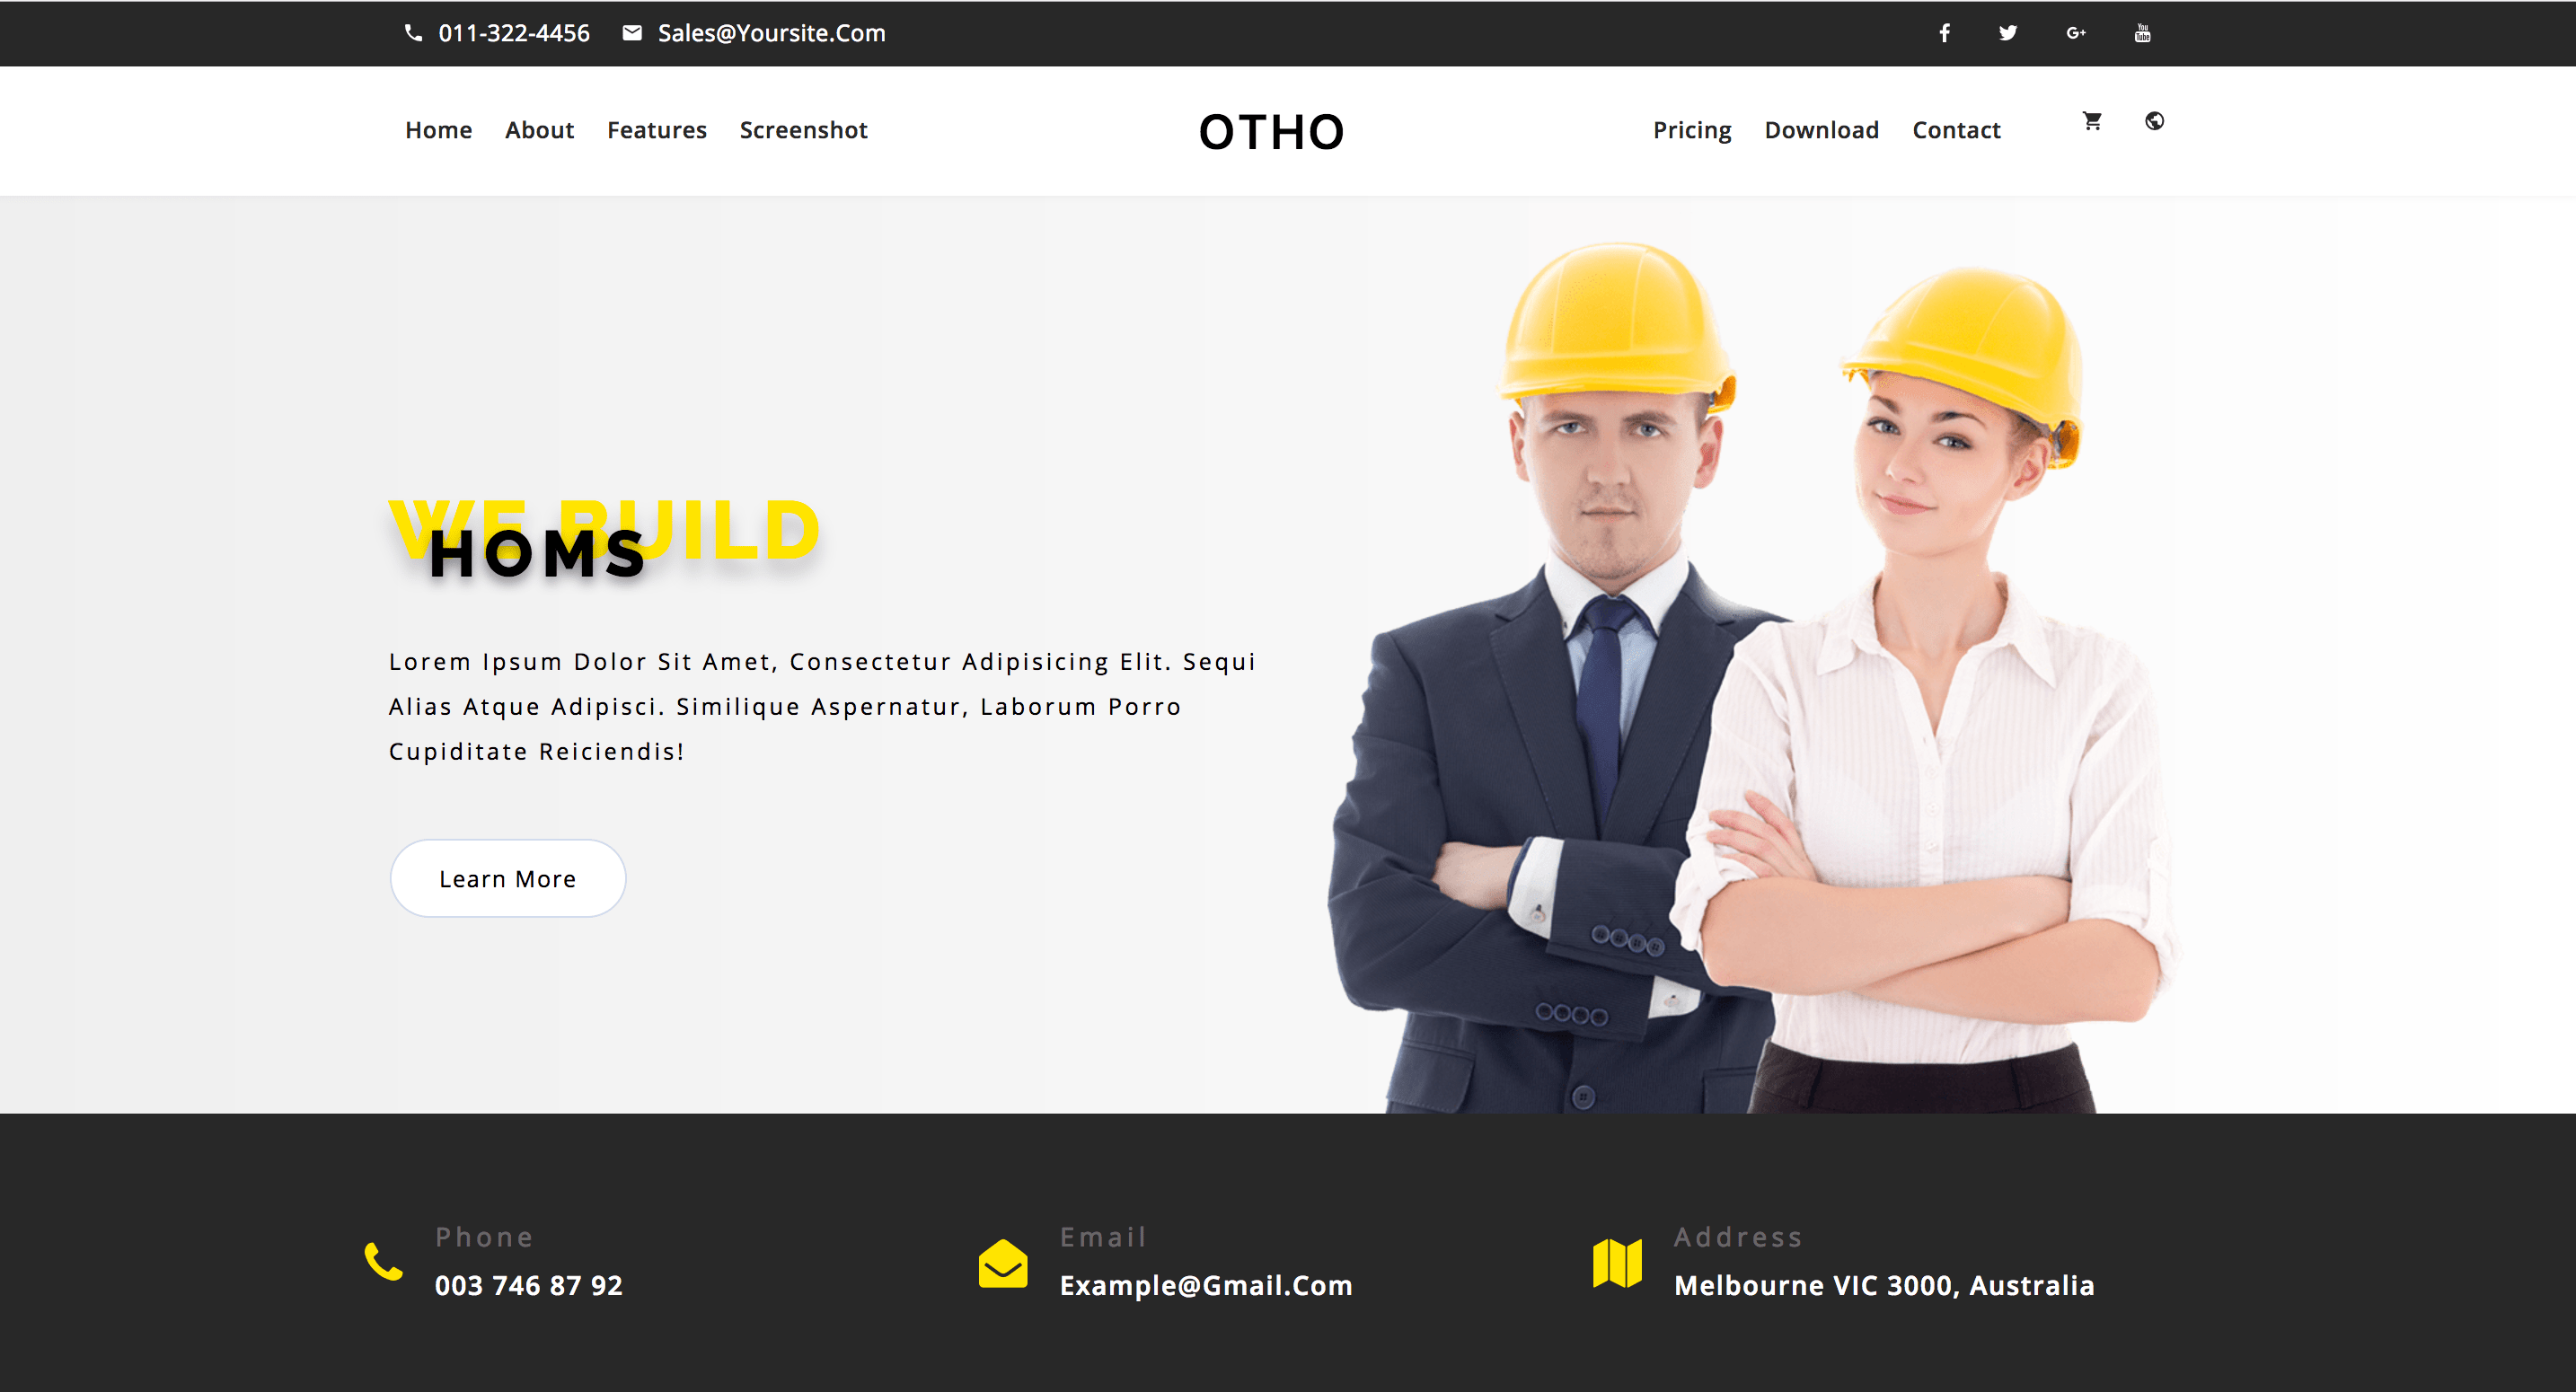 011-322-4456 Sales@Yoursite.Com
Home About Features Screenshot OTHO Pricing Download Contact
WE BUILD
HOMS
Lorem Ipsum Dolor Sit Amet, Consectetur Adipisicing Elit. Sequi
Alias Atque Adipisci. Similique Aspernatur, Laborum Porro
Cupiditate Reiciendis!
Learn More
Phone
003 746 87 92
Email
Example@Gmail.Com
Address
Melbourne VIC 3000, Australia